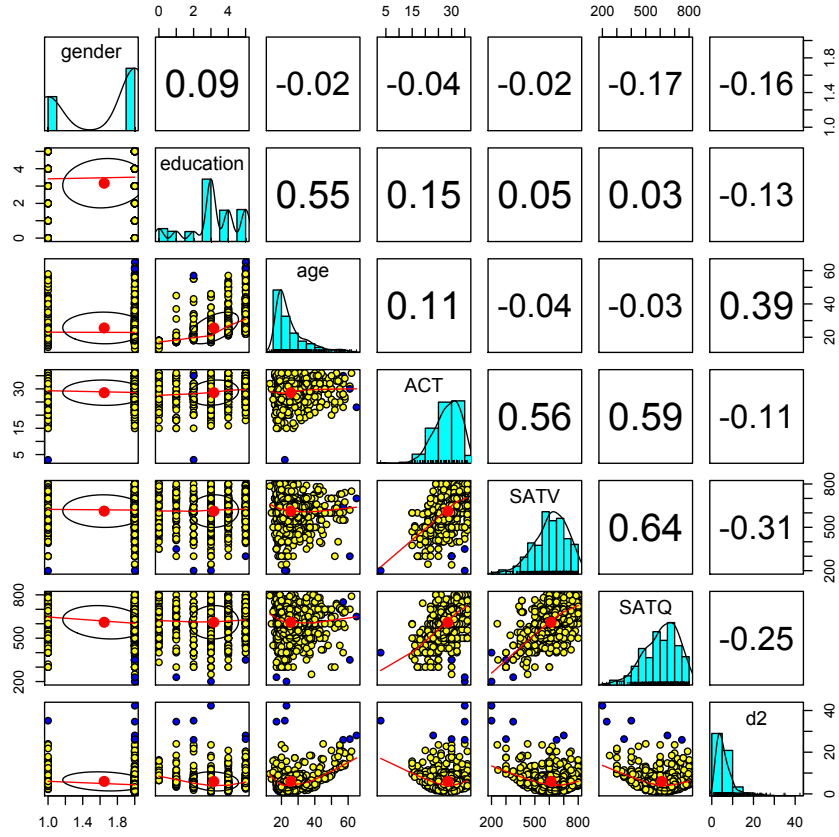 0 2 4 5 15 30 200 400 600 800
gender 0.09 -0.02 -0.04 -0.02 -0.17 -0.16 1.0 1.4 1.8
0 2 4 education 0.55 0.15 0.05 0.03 -0.13
age 0.11 -0.04 -0.03 0.39 20 40 60
5 15 30 ACT 0.56 0.59 -0.11
SATV 0.64 -0.31 200 500 800
200 500 800 SATQ -0.25
d2 0 20 40
1.0 1.4 1.8 20 40 60 200 500 800 0 10 20 30 40